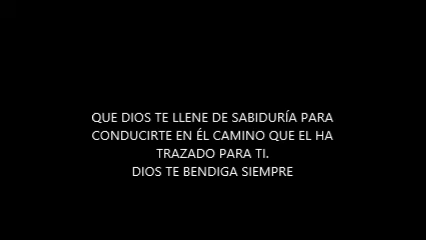 QUE DIOS TE LLENE DE SABIDURÍA PARA
CONDUCIRTE EN ÉL CAMINO QUE EL HA
TRAZADO PARA TI.
DIOS TE BENDIGA SIEMPRE